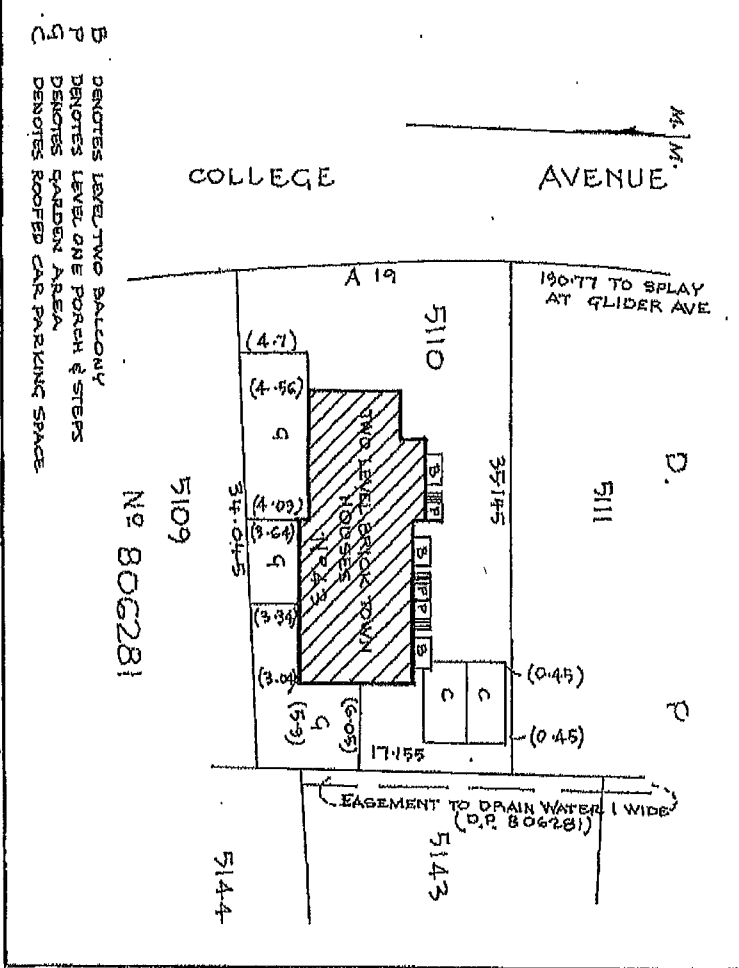 M. M.
COLLEGE AVENUE
A 19
190.77 TO SPLAY
AT GLIDER AVE
5110
5111
D.
P
(4.7)
(4.56)
G
(4.09)
(3.64)
G
(3.34)
(3.04)
G
(5.9)
(6.05)
34.045
35.145
17.155
TWO LEVEL BRICK TOWN
HOUSES
Nº 43
B
P
B
P
P
B
C
C
(0.45)
(0.45)
5109
Nº 806281
EASEMENT TO DRAIN WATER 1 WIDE
(D.P. 806281)
5143
5144
B DENOTES LEVEL TWO BALCONY
P DENOTES LEVEL ONE PORCH & STEPS
G DENOTES GARDEN AREA
C DENOTES ROOFED CAR PARKING SPACE